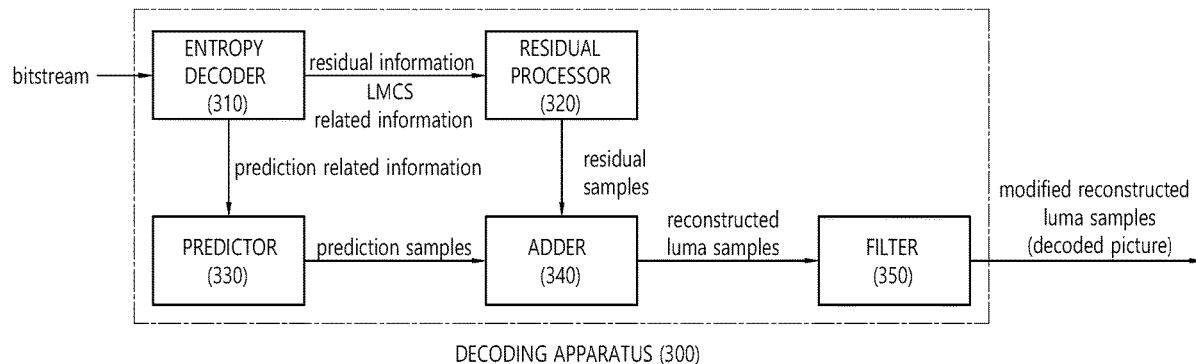 bitstream
ENTROPY
DECODER
(310)
residual information
LMCS
related information
RESIDUAL
PROCESSOR
(320)
prediction related information
residual
samples
PREDICTOR
(330)
prediction samples
ADDER
(340)
reconstructed
luma samples
FILTER
(350)
modified reconstructed
luma samples
(decoded picture)
DECODING APPARATUS (300)